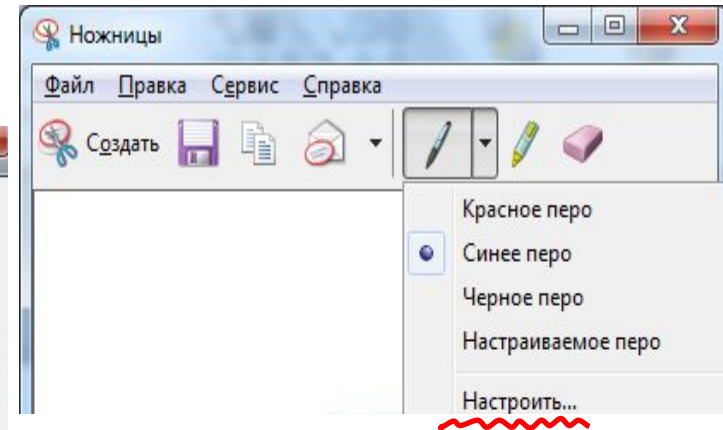 Ножницы
Файл Правка Сервис Справка
Создать
Красное перо
Синее перо
Черное перо
Настраиваемое перо
Настроить...